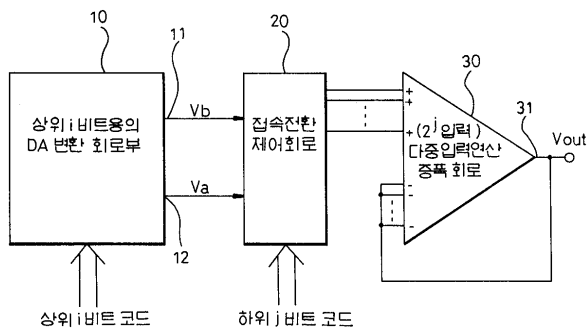 10
11
20
30
31
상위 i 비트용의
DA 변환 회로부
Vb
Va
12
접속전환
제어회로
+
+
+
(2^j 입력)
다중입력연산
증폭 회로
-
-
-
Vout
상위 i 비트 코드
하위 j 비트 코드